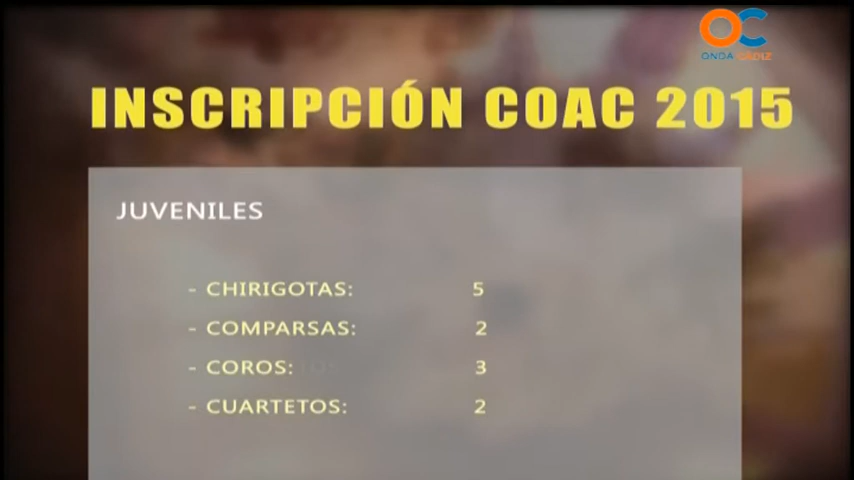 OC
ONDA CÁDIZ
INSCRIPCIÓN COAC 2015
JUVENILES
- CHIRIGOTAS: 5
- COMPARSAS: 2
- COROS: 3
- CUARTETOS: 2